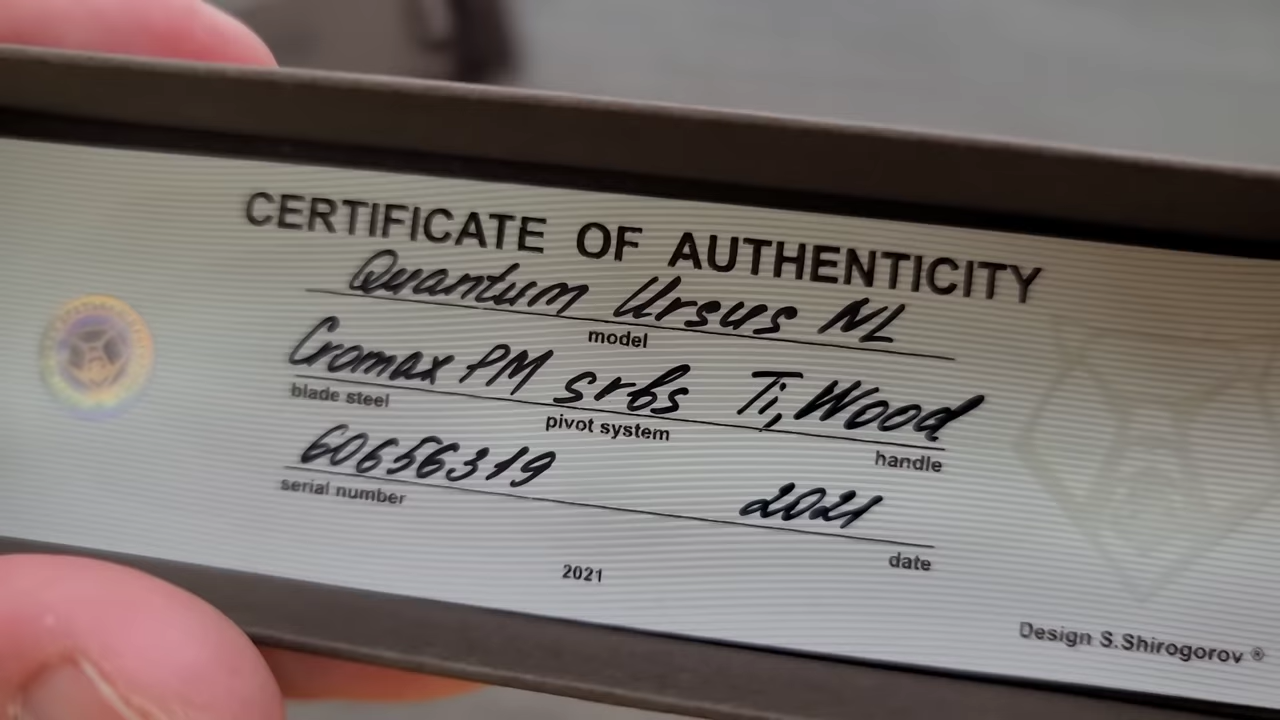 CERTIFICATE OF AUTHENTICITY
Quantum Ursus NL
model
Cromax PM srbs Ti, Wood
blade steel pivot system handle
60656319 2021
serial number date
2021
Design S.Shirogorov ®